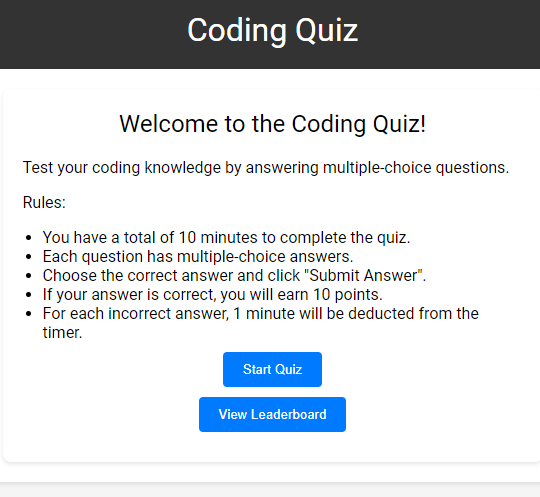 Coding Quiz
Welcome to the Coding Quiz!
Test your coding knowledge by answering multiple-choice questions.
Rules:
• You have a total of 10 minutes to complete the quiz.
• Each question has multiple-choice answers.
• Choose the correct answer and click "Submit Answer".
• If your answer is correct, you will earn 10 points.
• For each incorrect answer, 1 minute will be deducted from the
timer.
Start Quiz
View Leaderboard